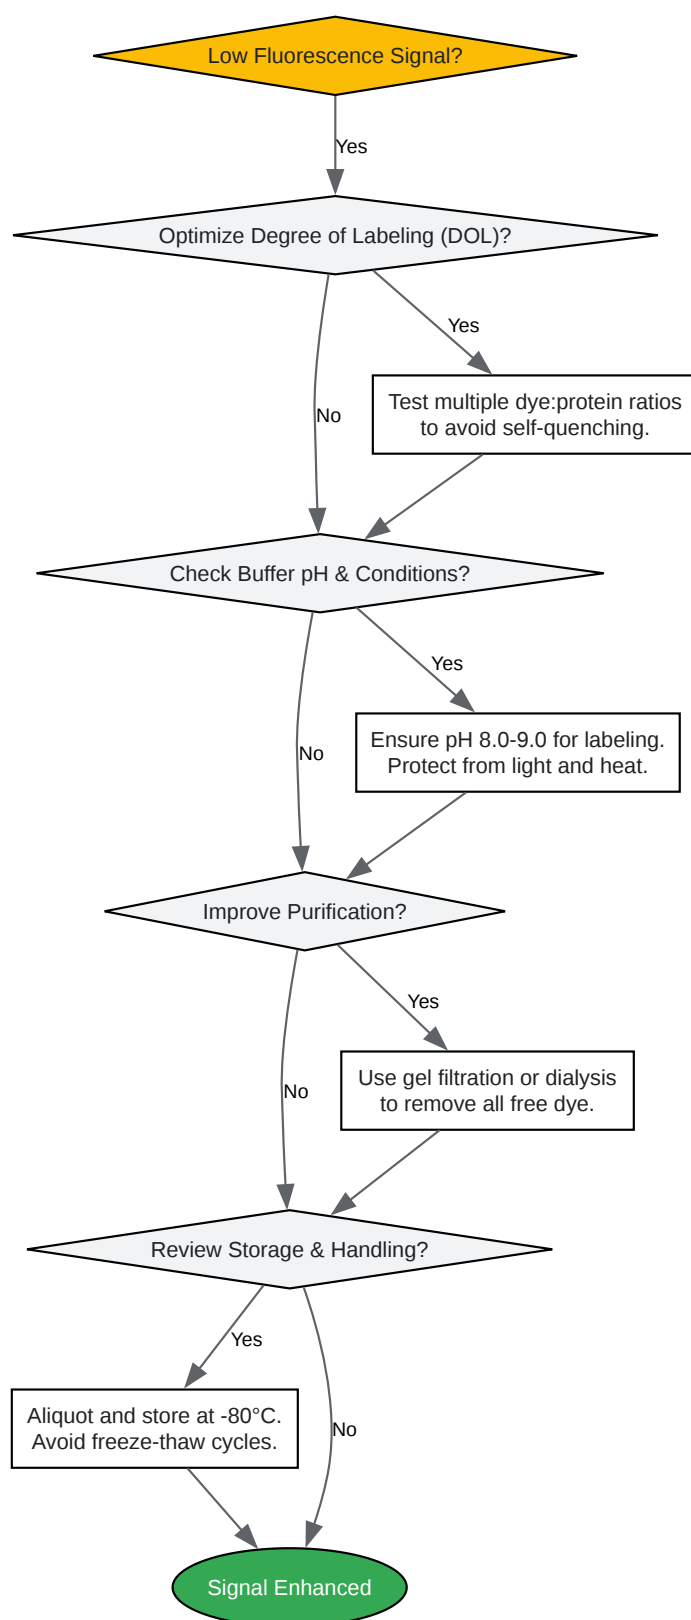 Low Fluorescence Signal?
Yes
Optimize Degree of Labeling (DOL)?
Yes
Test multiple dye:protein ratios
to avoid self-quenching.
No
Check Buffer pH & Conditions?
Yes
Ensure pH 8.0-9.0 for labeling.
Protect from light and heat.
No
Improve Purification?
Yes
Use gel filtration or dialysis
to remove all free dye.
No
Review Storage & Handling?
Yes
Aliquot and store at -80°C.
Avoid freeze-thaw cycles.
No
Signal Enhanced